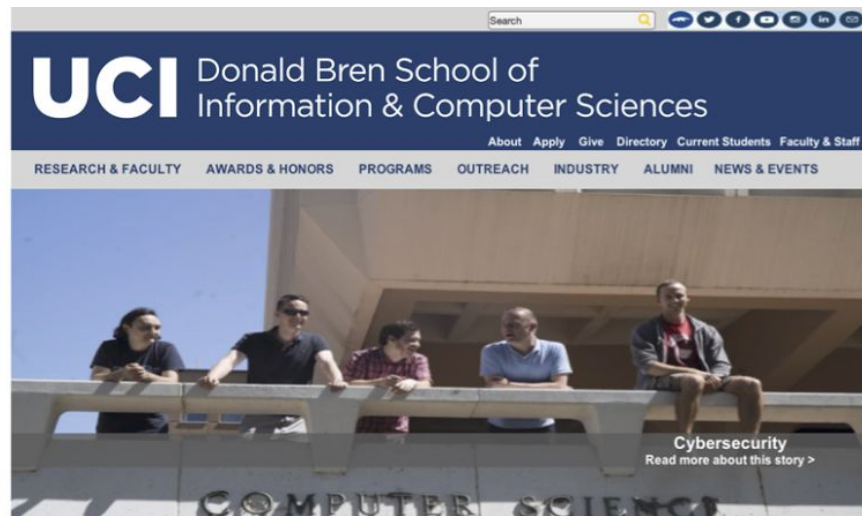 Search
UCI Donald Bren School of
Information & Computer Sciences
About Apply Give Directory Current Students Faculty & Staff
RESEARCH & FACULTY AWARDS & HONORS PROGRAMS OUTREACH INDUSTRY ALUMNI NEWS & EVENTS
Cybersecurity
Read more about this story >
COMPUTER SCIENCE